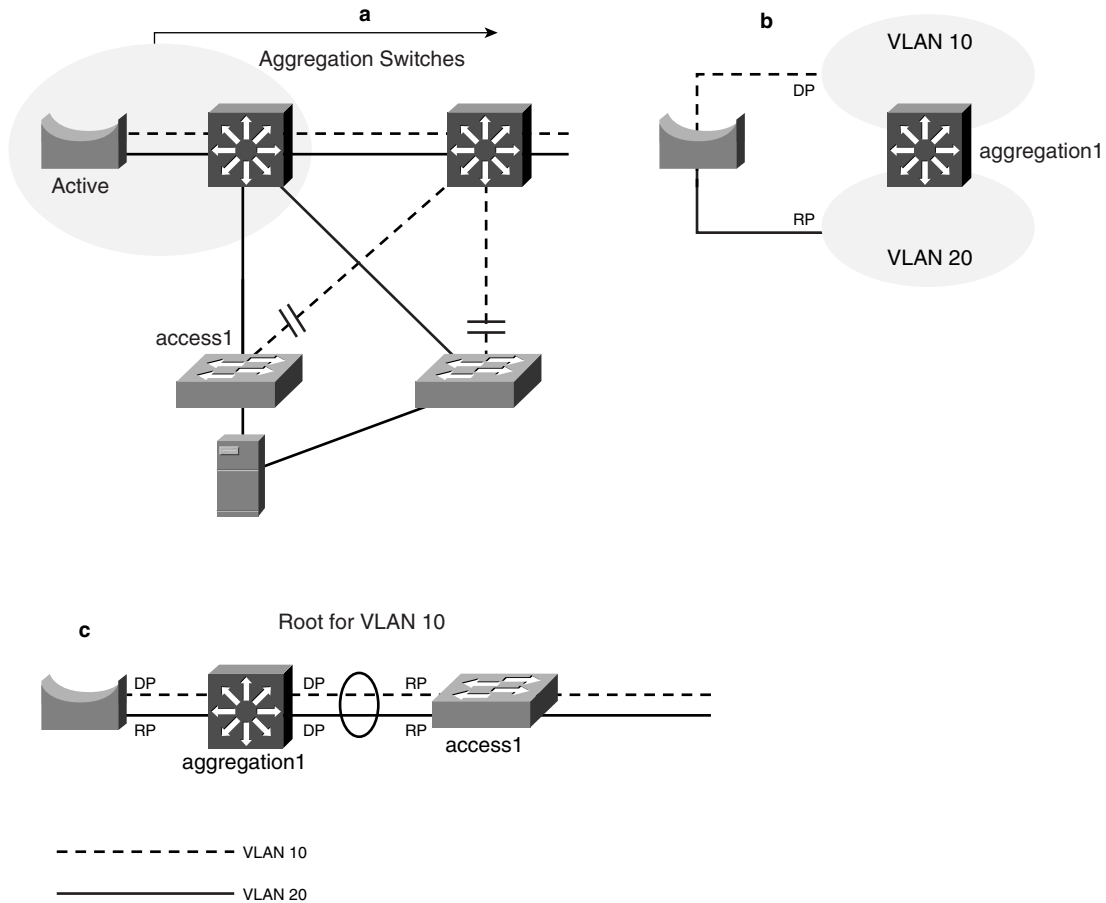 a
Aggregation Switches
Active
access1
b
VLAN 10
DP
aggregation1
RP
VLAN 20
c
Root for VLAN 10
DP
DP
RP
RP
DP
RP
aggregation1
access1
VLAN 10
VLAN 20